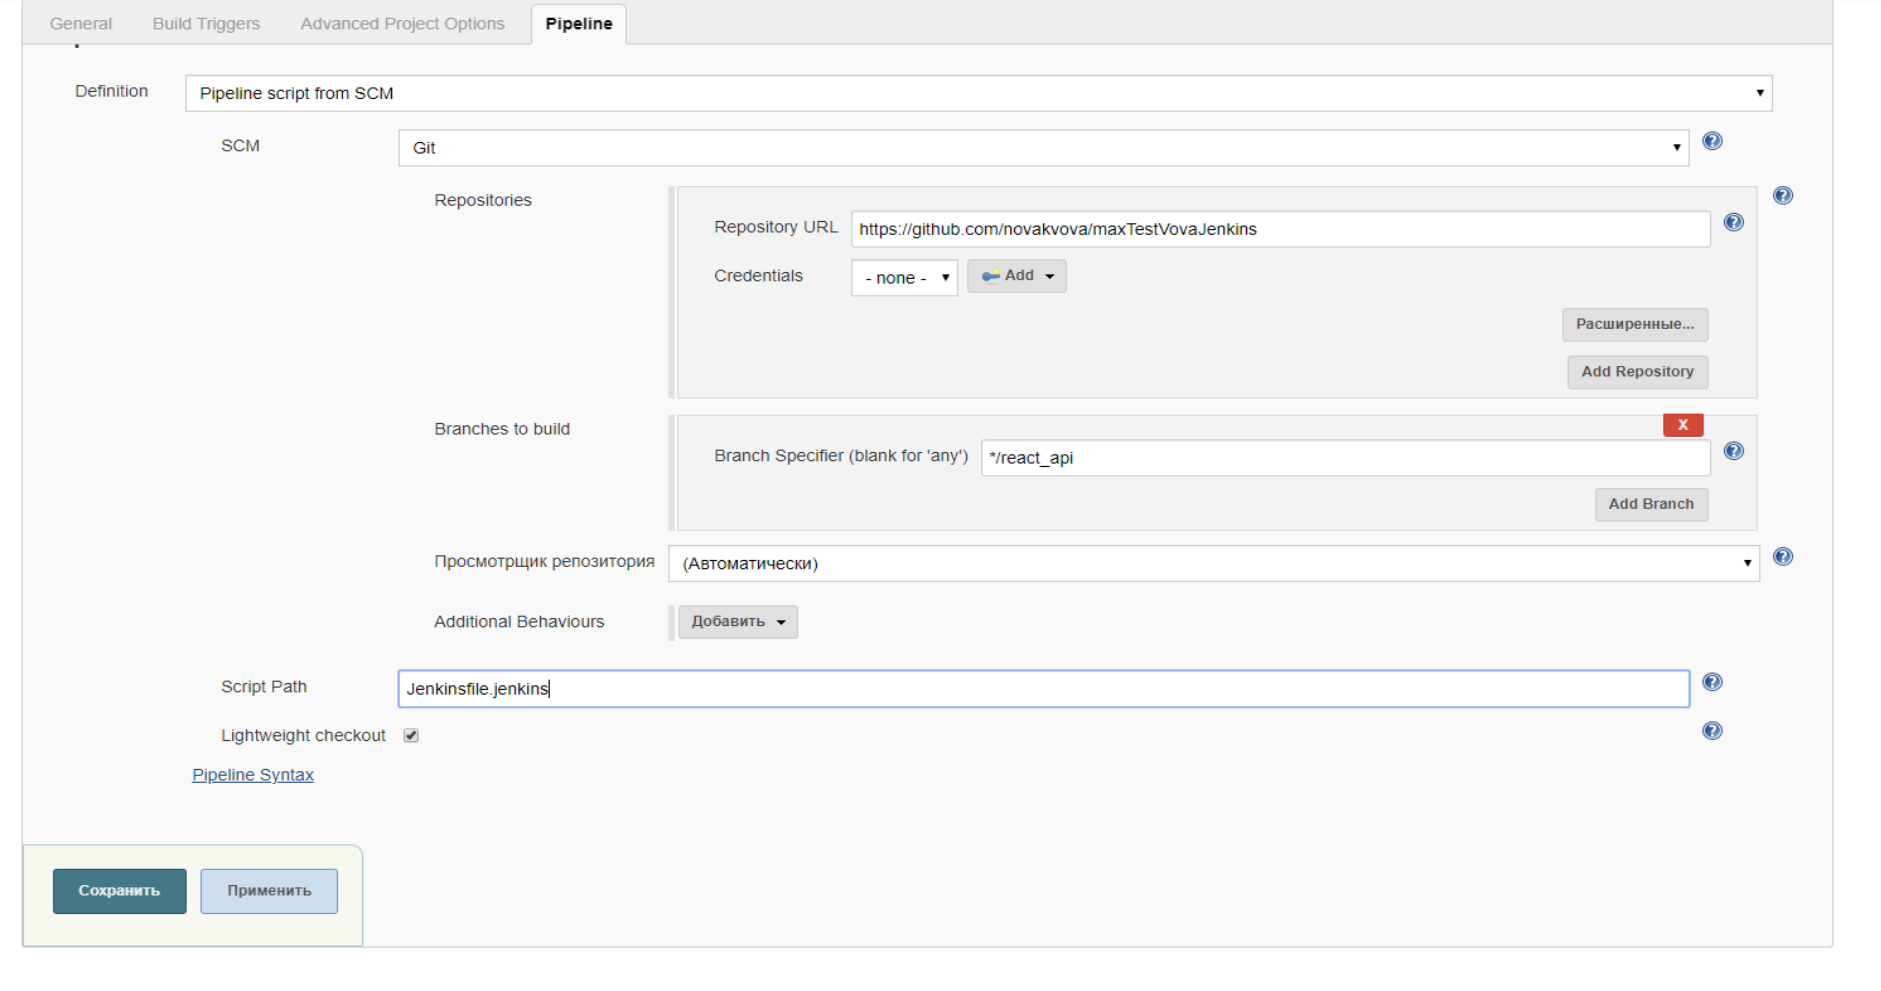 General Build Triggers Advanced Project Options Pipeline
Definition Pipeline script from SCM
SCM Git
Repositories
Repository URL https://github.com/novakvova/maxTestVovaJenkins
Credentials - none - Add
Расширенные...
Add Repository
Branches to build
X
Branch Specifier (blank for 'any') */react_api
Add Branch
Просмотрщик репозитория (Автоматически)
Additional Behaviours Добавить
Script Path Jenkinsfile.jenkins
Lightweight checkout
Pipeline Syntax
Сохранить Применить